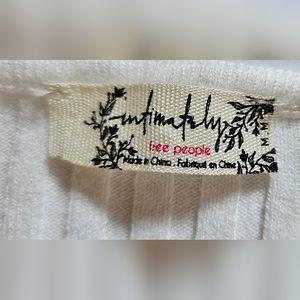 intimately
free people
Made in China . Fabriqué en Chine
M